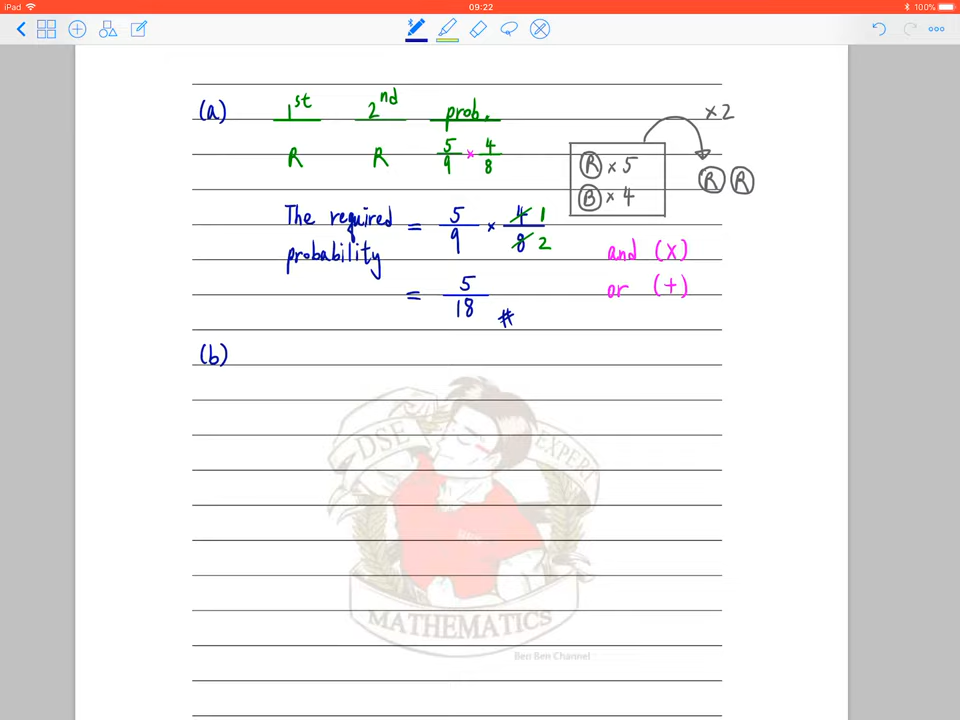 iPad 09:22 100%
(a) 1st 2nd prob. × 2
R R 5/9 × 4/8
R × 5
B × 4
R R
The required probability = 5/9 × 4/8 1 2
and (×)
or (+)
= 5/18 #
(b)
DSE EXPERT
MATHEMATICS
Ben Ben Channel